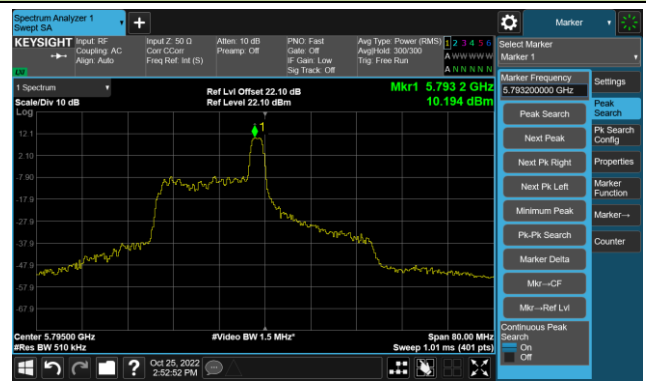 Spectrum Analyzer 1
Swept SA
Marker
KEYSIGHT
Input: RF
Coupling: AC
Align: Auto
Input Z: 50 Ω
Corr CCorr
Freq Ref: Int (S)
Atten: 10 dB
Preamp: Off
PNO: Fast
Gate: Off
IF Gain: Low
Sig Track: Off
Avg Type: Power (RMS)
Avg|Hold: 300/300
Trig: Free Run
1 2 3 4 5 6
A W W W W W
A N N N N N
LXI
Select Marker
Marker 1
1 Spectrum
Scale/Div 10 dB
Log
Ref Lvl Offset 22.10 dB
Ref Level 22.10 dBm
Mkr1 5.793 2 GHz
10.194 dBm
1
12.1
2.10
-7.90
-17.9
-27.9
-37.9
-47.9
-57.9
-67.9
Center 5.79500 GHz
#Res BW 510 kHz
#Video BW 1.5 MHz*
Span 80.00 MHz
Sweep 1.01 ms (401 pts)
Marker Frequency
5.793200000 GHz
Peak Search
Next Peak
Next Pk Right
Next Pk Left
Minimum Peak
Pk-Pk Search
Marker Delta
Mkr→CF
Mkr→Ref Lvl
Continuous Peak
Search
On
Off
Settings
Peak
Search
Pk Search
Config
Properties
Marker
Function
Marker→
Counter
?
Oct 25, 2022
2:52:52 PM